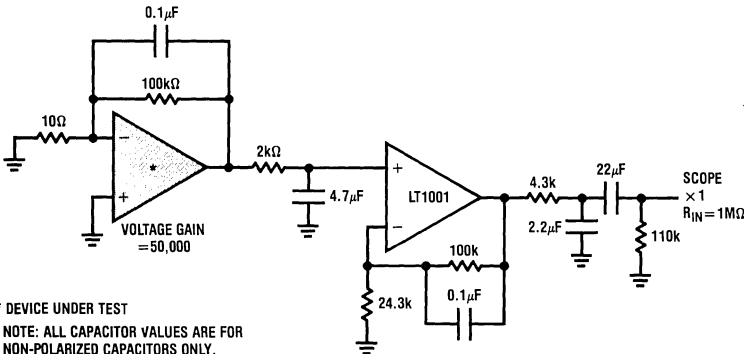 0.1µF
100kΩ
10Ω
−
*
+
VOLTAGE GAIN
=50,000
2kΩ
4.7µF
+
LT1001
−
24.3k
100k
0.1µF
4.3k
22µF
2.2µF
110k
SCOPE
×1
RIN=1MΩ
DEVICE UNDER TEST
NOTE: ALL CAPACITOR VALUES ARE FOR
NON-POLARIZED CAPACITORS ONLY.